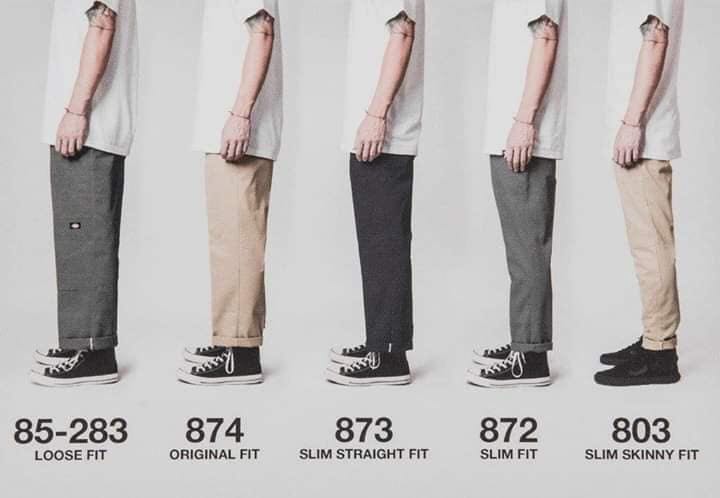 85-283
LOOSE FIT
874
ORIGINAL FIT
873
SLIM STRAIGHT FIT
872
SLIM FIT
803
SLIM SKINNY FIT